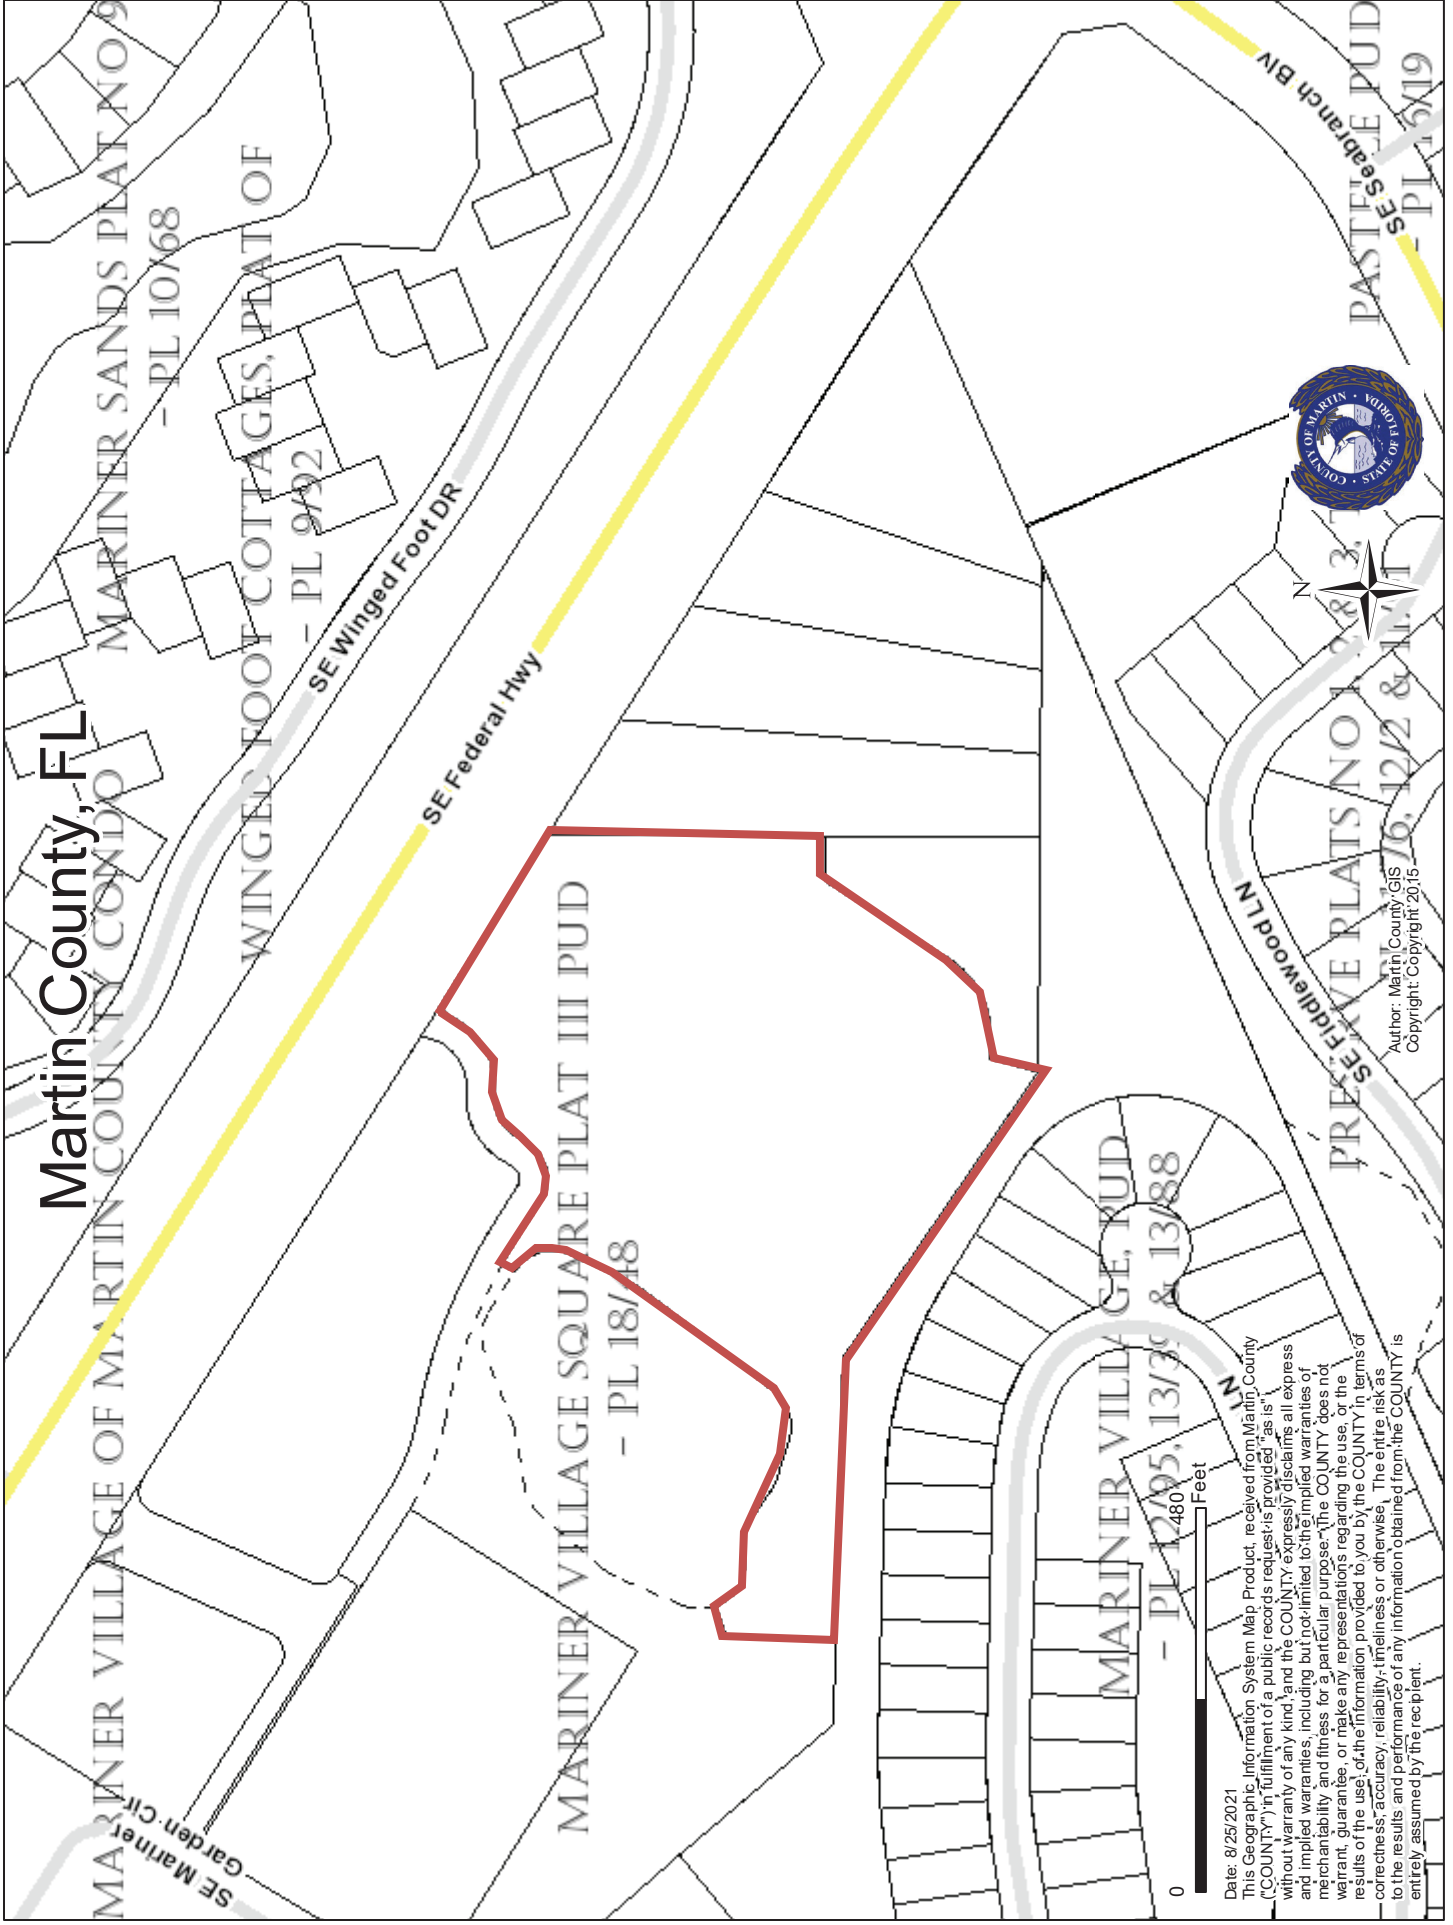 Martin County, FL
MARINER VILLAGE OF MARTIN COUNTY CONDO
MARINER SANDS PLAT NO 9
- PL 10/68
WINGED FOOT COTTAGES, PLAT OF
- PL 9/92
SE Winged Foot DR
SE Federal Hwy
SE Mariner
Garden Cir
MARINER VILLAGE SQUARE PLAT III PUD
- PL 18/48
MARINER VILLAGE, PUD
- PL 12/95, 13/39 & 13/88
LN
SE Fiddlewood LN
SE Seabranch Blv
N
COUNTY OF MARTIN • STATE OF FLORIDA •
0
480
Feet
Author: Martin County GIS
Copyright: Copyright 2015
Date: 8/25/2021
This Geographic Information System Map Product, received from Martin County
("COUNTY") in fulfillment of a public records request is provided "as is"
without warranty of any kind, and the COUNTY expressly disclaims all express
and implied warranties, including but not limited to the implied warranties of
merchantability and fitness for a particular purpose. The COUNTY does not
warrant, guarantee, or make any representations regarding the use, or the
results of the use, of the information provided to you by the COUNTY in terms of
correctness, accuracy, reliability, timeliness or otherwise. The entire risk as
to the results and performance of any information obtained from the COUNTY is
entirely assumed by the recipient.